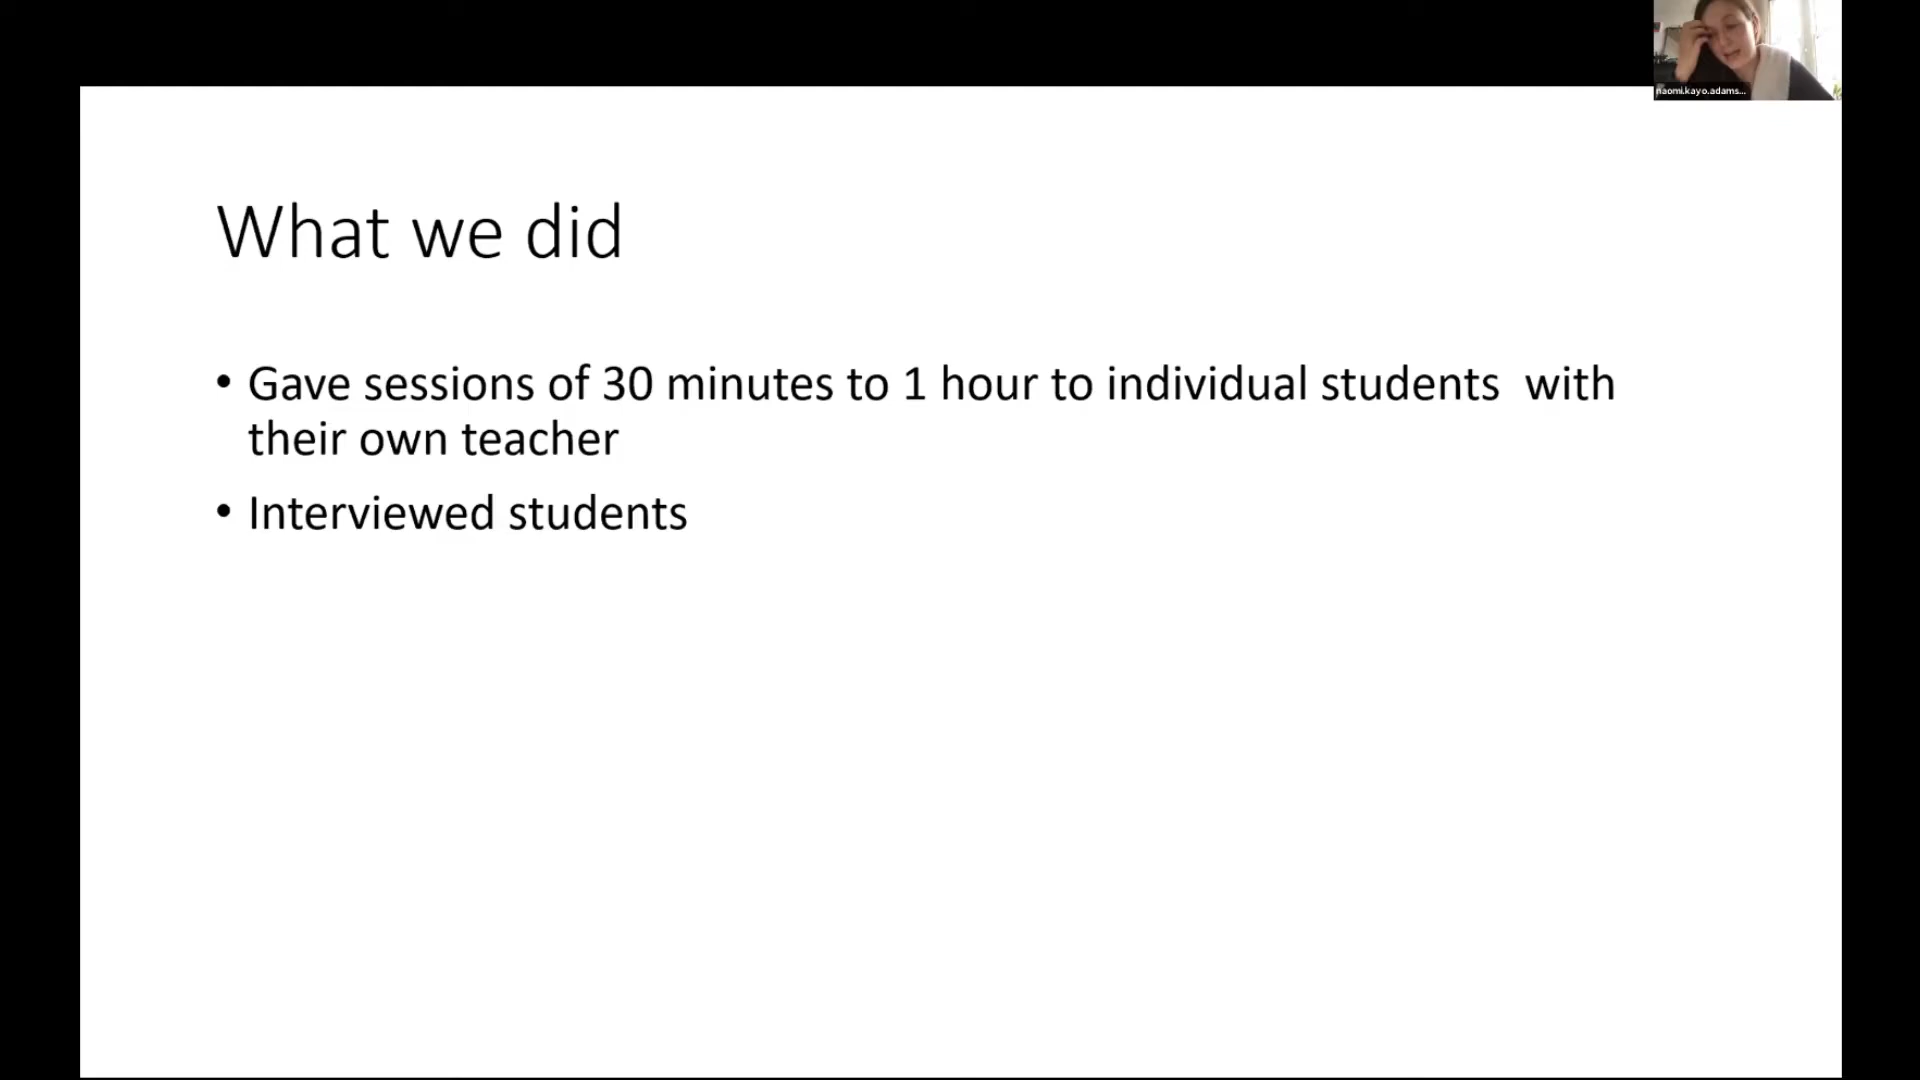 naomi.kayo.adams...
What we did
• Gave sessions of 30 minutes to 1 hour to individual students  with
their own teacher
• Interviewed students